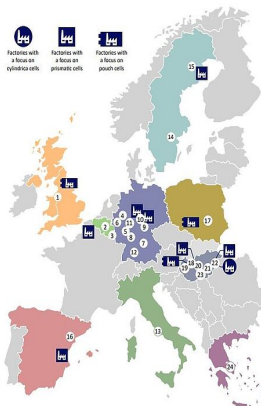 Factories with
a focus on
cylindrica cells
Factories with
a focus on
prismatic cells
Factories with
a focus on
pouch cells
15
14
1
17
4
10
6
11
2
5
9
3
8
7
12
18
22
19
20
21
23
13
16
24